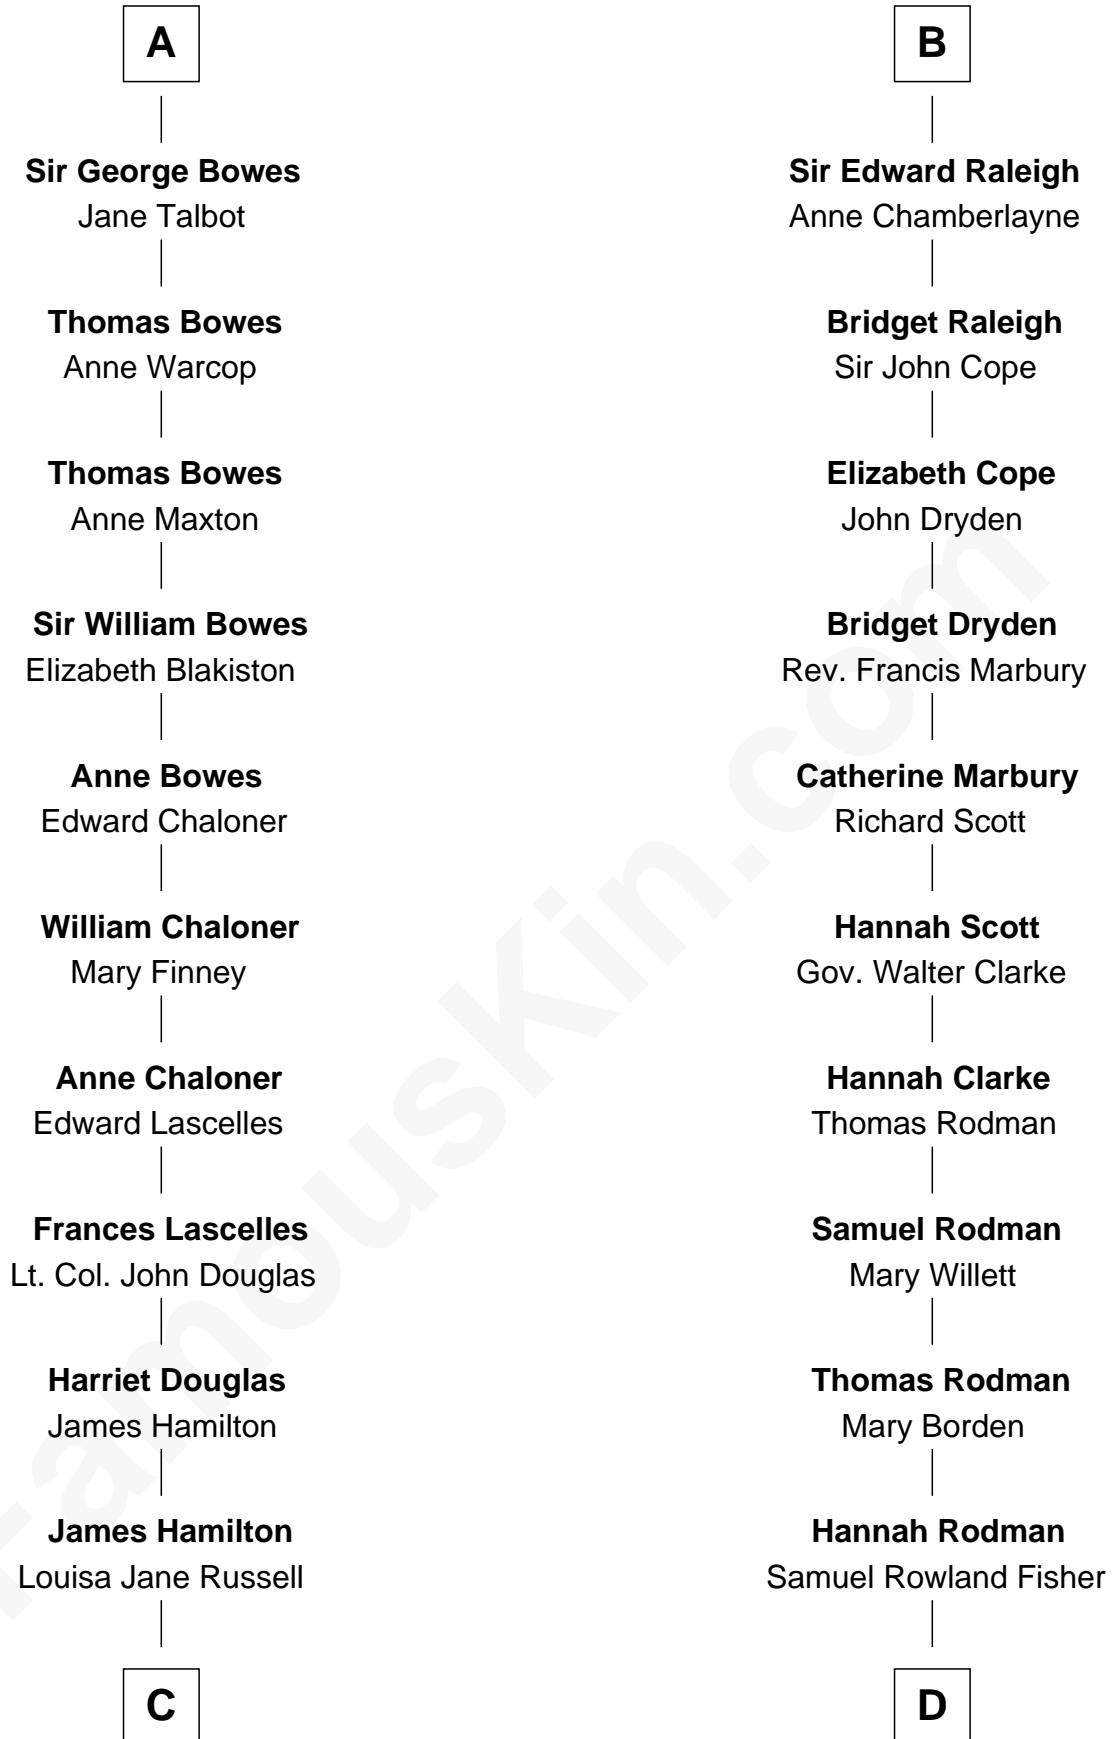 A
Sir George Bowes
Jane Talbot
Thomas Bowes
Anne Warcop
Thomas Bowes
Anne Maxton
Sir William Bowes
Elizabeth Blakiston
Anne Bowes
Edward Chaloner
William Chaloner
Mary Finney
Anne Chaloner
Edward Lascelles
Frances Lascelles
Lt. Col. John Douglas
Harriet Douglas
James Hamilton
James Hamilton
Louisa Jane Russell
C
B
Sir Edward Raleigh
Anne Chamberlayne
Bridget Raleigh
Sir John Cope
Elizabeth Cope
John Dryden
Bridget Dryden
Rev. Francis Marbury
Catherine Marbury
Richard Scott
Hannah Scott
Gov. Walter Clarke
Hannah Clarke
Thomas Rodman
Samuel Rodman
Mary Willett
Thomas Rodman
Mary Borden
Hannah Rodman
Samuel Rowland Fisher
D
FamousKin.com